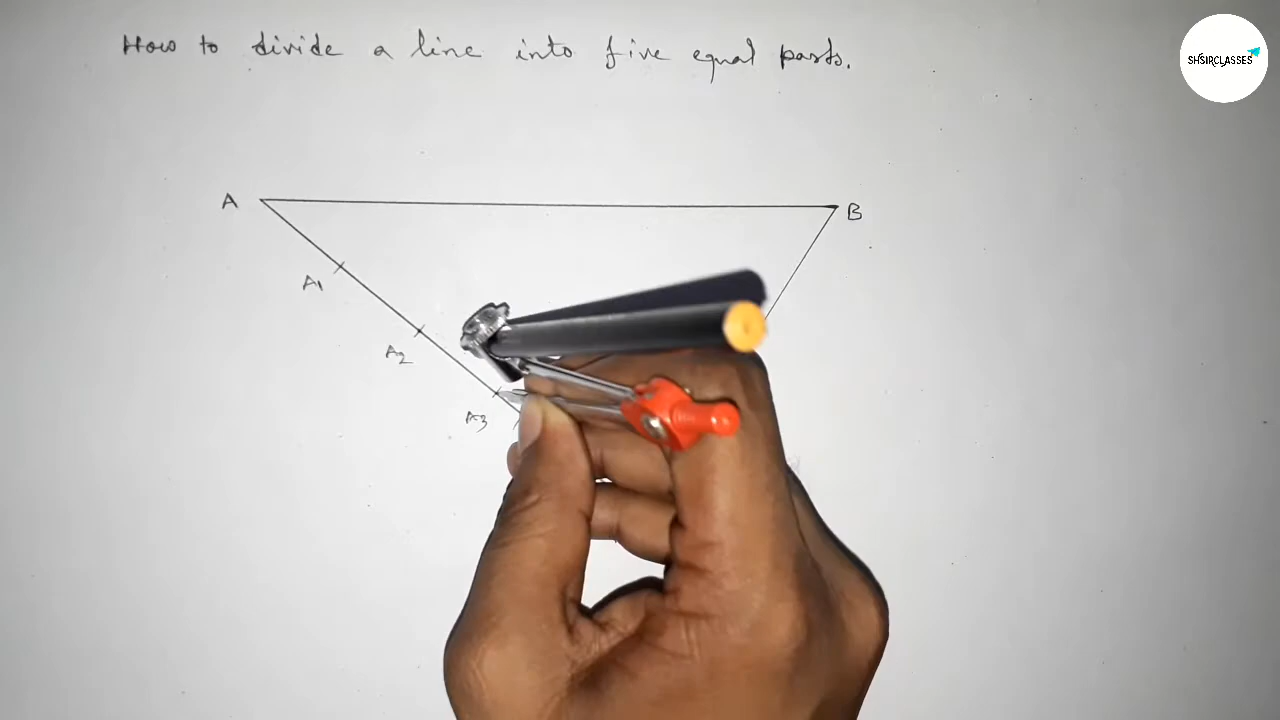 How to divide a line into five equal parts.
SHSIRCLASSES
A
B
A1
A2
A3